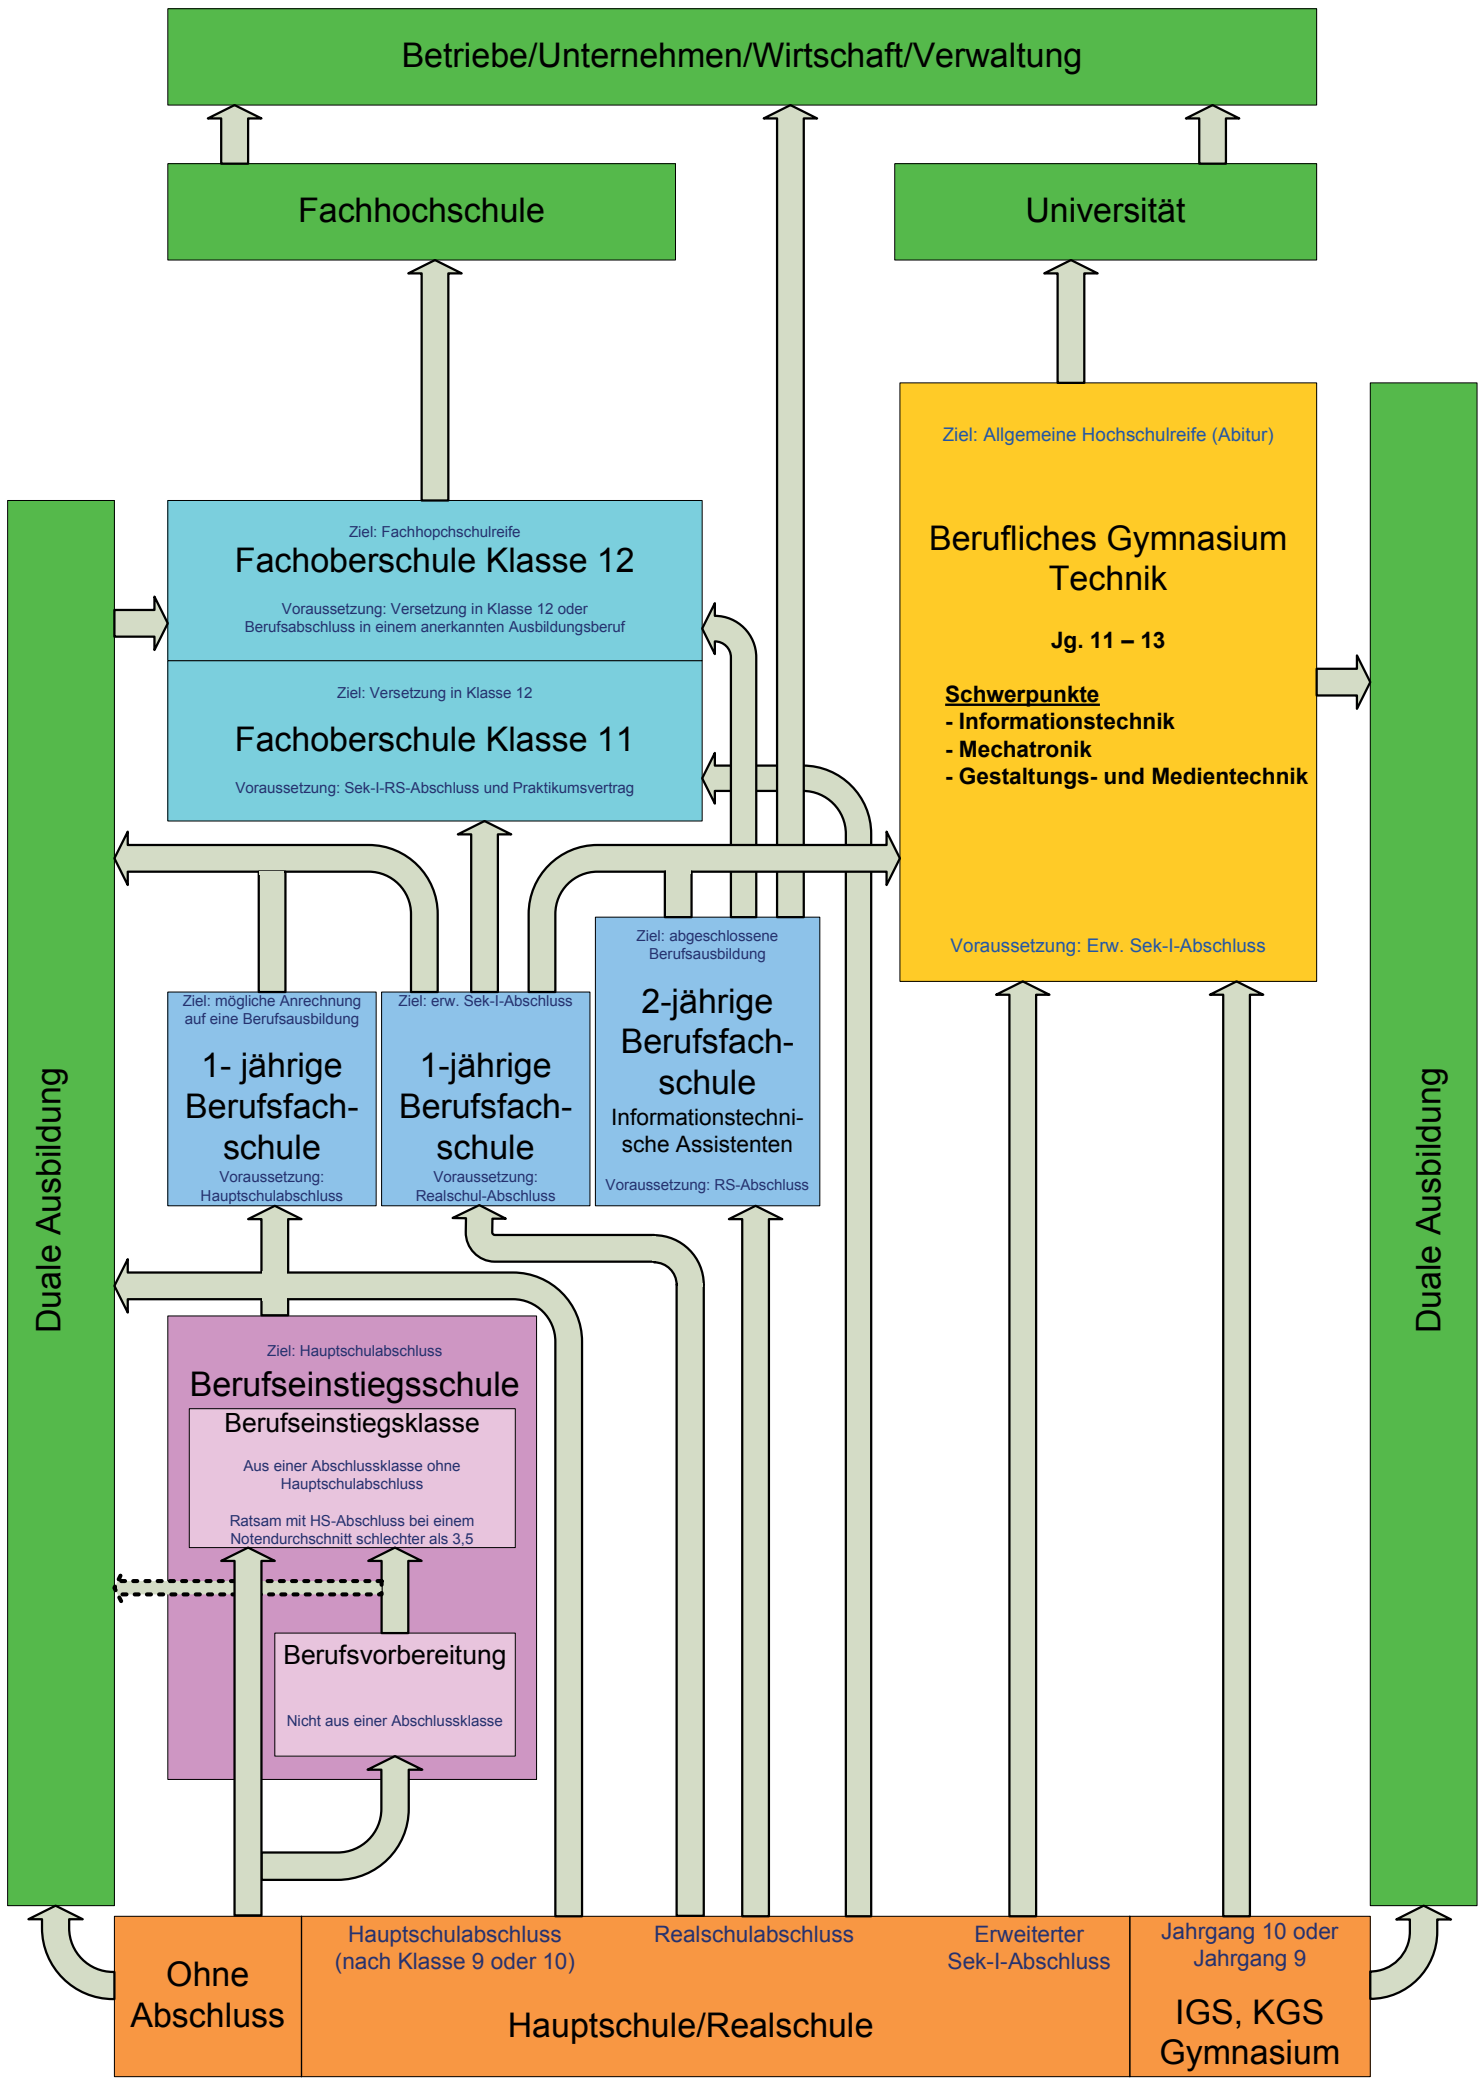 Betriebe/Unternehmen/Wirtschaft/Verwaltung
Fachhochschule
Universität
Ziel: Allgemeine Hochschulreife (Abitur)
Berufliches Gymnasium
Technik
Jg. 11 – 13
Schwerpunkte
- Informationstechnik
- Mechatronik
- Gestaltungs- und Medientechnik
Voraussetzung: Erw. Sek-I-Abschluss
Ziel: Fachhopchschulreife
Fachoberschule Klasse 12
Voraussetzung: Versetzung in Klasse 12 oder
Berufsabschluss in einem anerkannten Ausbildungsberuf
Ziel: Versetzung in Klasse 12
Fachoberschule Klasse 11
Voraussetzung: Sek-I-RS-Abschluss und Praktikumsvertrag
Duale Ausbildung
Duale Ausbildung
Ziel: mögliche Anrechnung
auf eine Berufsausbildung
1- jährige
Berufsfach-
schule
Voraussetzung:
Hauptschulabschluss
Ziel: erw. Sek-I-Abschluss
1-jährige
Berufsfach-
schule
Voraussetzung:
Realschul-Abschluss
Ziel: abgeschlossene
Berufsausbildung
2-jährige
Berufsfach-
schule
Informationstechni-
sche Assistenten
Voraussetzung: RS-Abschluss
Ziel: Hauptschulabschluss
Berufseinstiegsschule
Berufseinstiegsklasse
Aus einer Abschlussklasse ohne
Hauptschulabschluss
Ratsam mit HS-Abschluss bei einem
Notendurchschnitt schlechter als 3,5
Berufsvorbereitung
Nicht aus einer Abschlussklasse
Ohne
Abschluss
Hauptschulabschluss
(nach Klasse 9 oder 10)
Realschulabschluss
Erweiterter
Sek-I-Abschluss
Hauptschule/Realschule
Jahrgang 10 oder
Jahrgang 9
IGS, KGS
Gymnasium